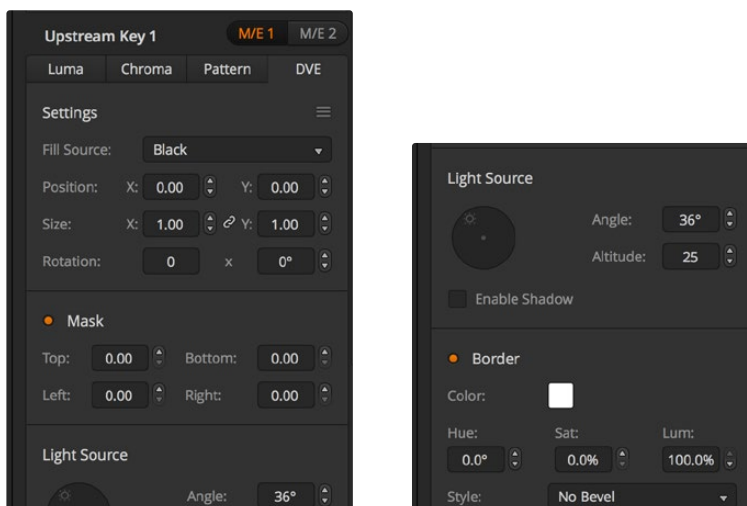 Upstream Key 1 M/E 1 M/E 2
Luma Chroma Pattern DVE
Settings
Fill Source: Black
Position: X: 0.00 Y: 0.00
Size: X: 1.00 Y: 1.00
Rotation: 0 x 0°
Mask
Top: 0.00 Bottom: 0.00
Left: 0.00 Right: 0.00
Light Source
Angle: 36°
Light Source
Angle: 36°
Altitude: 25
Enable Shadow
Border
Color:
Hue: Sat: Lum:
0.0° 0.0% 100.0%
Style: No Bevel